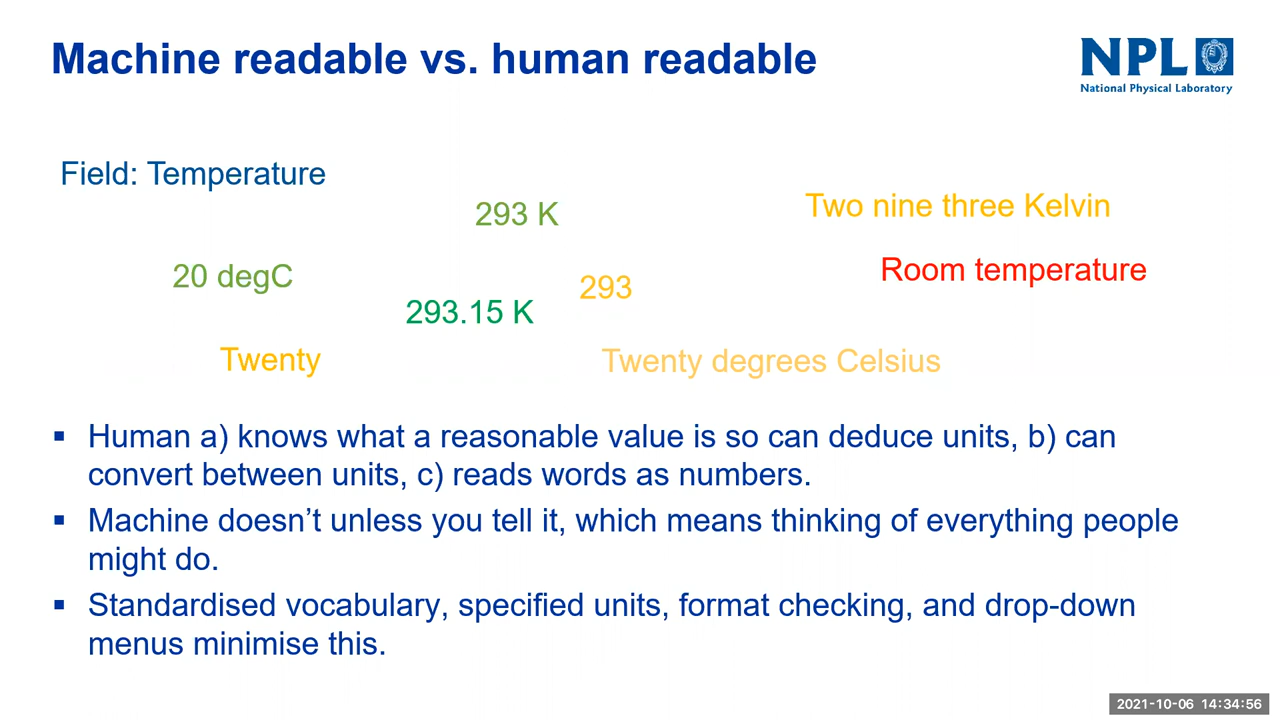 Machine readable vs. human readable
NPL
National Physical Laboratory
Field: Temperature
293 K
Two nine three Kelvin
20 degC
293
Room temperature
293.15 K
Twenty
Twenty degrees Celsius
▪ Human a) knows what a reasonable value is so can deduce units, b) can
convert between units, c) reads words as numbers.
▪ Machine doesn’t unless you tell it, which means thinking of everything people
might do.
▪ Standardised vocabulary, specified units, format checking, and drop-down
menus minimise this.
2021-10-06 14:34:56